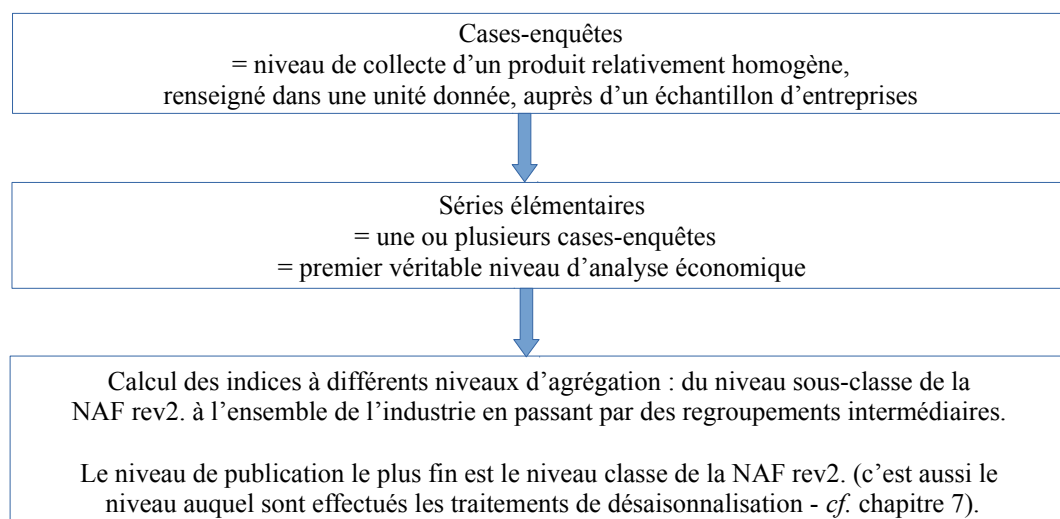 Cases-enquêtes
= niveau de collecte d’un produit relativement homogène,
renseigné dans une unité donnée, auprès d’un échantillon d’entreprises
Séries élémentaires
= une ou plusieurs cases-enquêtes
= premier véritable niveau d’analyse économique
Calcul des indices à différents niveaux d’agrégation : du niveau sous-classe de la
NAF rev2. à l’ensemble de l’industrie en passant par des regroupements intermédiaires.
Le niveau de publication le plus fin est le niveau classe de la NAF rev2. (c’est aussi le
niveau auquel sont effectués les traitements de désaisonnalisation - cf. chapitre 7).